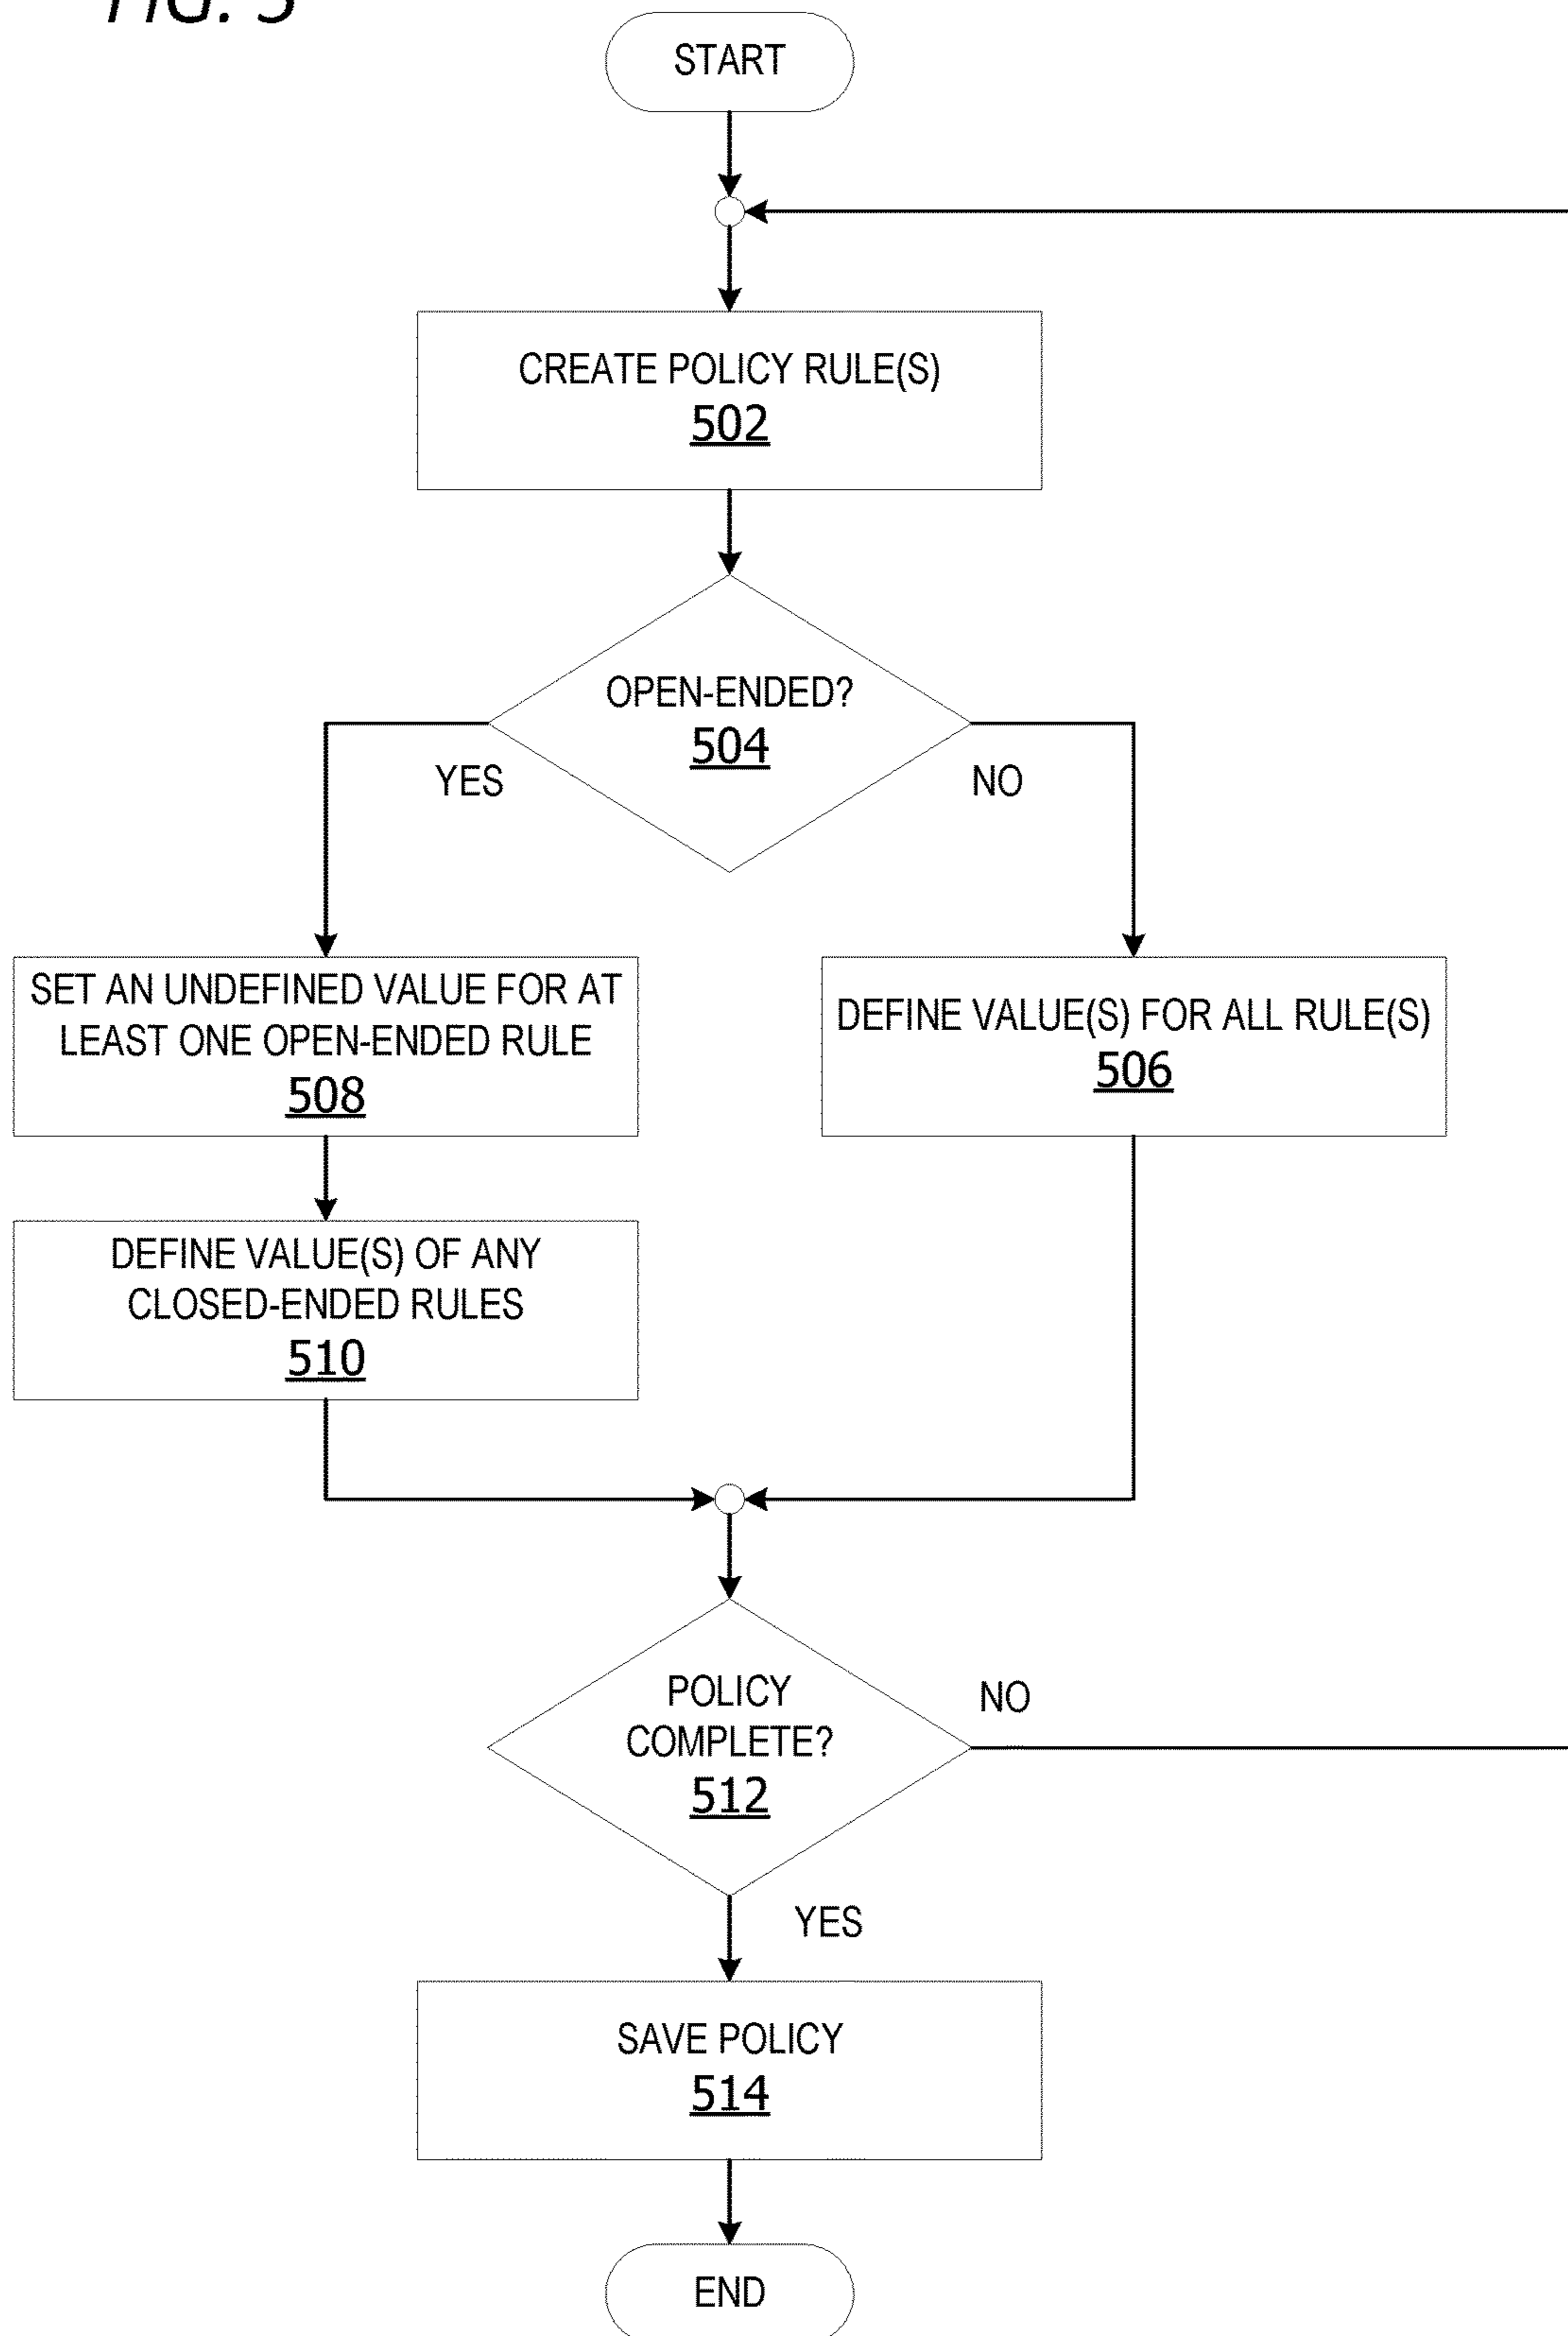 FIG. 5
START
CREATE POLICY RULE(S)
502
OPEN-ENDED?
504
YES
NO
SET AN UNDEFINED VALUE FOR AT
LEAST ONE OPEN-ENDED RULE
508
DEFINE VALUE(S) FOR ALL RULE(S)
506
DEFINE VALUE(S) OF ANY
CLOSED-ENDED RULES
510
POLICY
COMPLETE?
512
NO
YES
SAVE POLICY
514
END